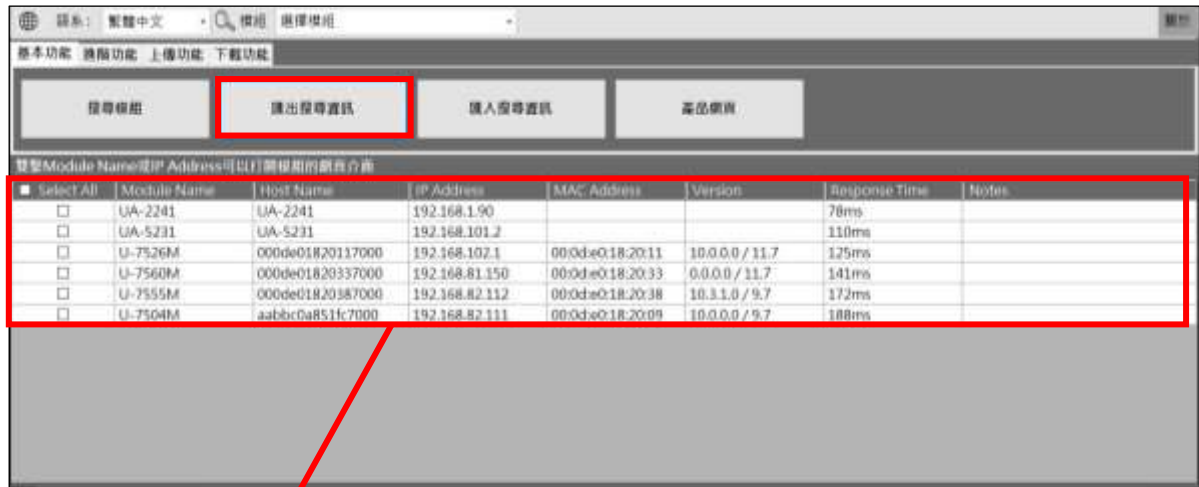 語系: 繁體中文 模組 選擇模組 關於
基本功能 進階功能 上傳功能 下載功能
搜尋模組 匯出搜尋資訊 匯入搜尋資訊 產品網頁
雙擊Module Name或IP Address可以打開模組的網頁介面
Select All Module Name Host Name IP Address MAC Address Version Response Time Notes
UA-2241 UA-2241 192.168.1.90 78ms
UA-5231 UA-5231 192.168.101.2 110ms
U-7526M 000de01820117000 192.168.102.1 00:0d:e0:18:20:11 10.0.0.0 / 11.7 125ms
U-7560M 000de01820337000 192.168.81.150 00:0d:e0:18:20:33 0.0.0.0 / 11.7 141ms
U-7555M 000de01820387000 192.168.82.112 00:0d:e0:18:20:38 10.3.1.0 / 9.7 172ms
U-7504M aabbc0a851fc7000 192.168.82.111 00:0d:e0:18:20:09 10.0.0.0 / 9.7 188ms